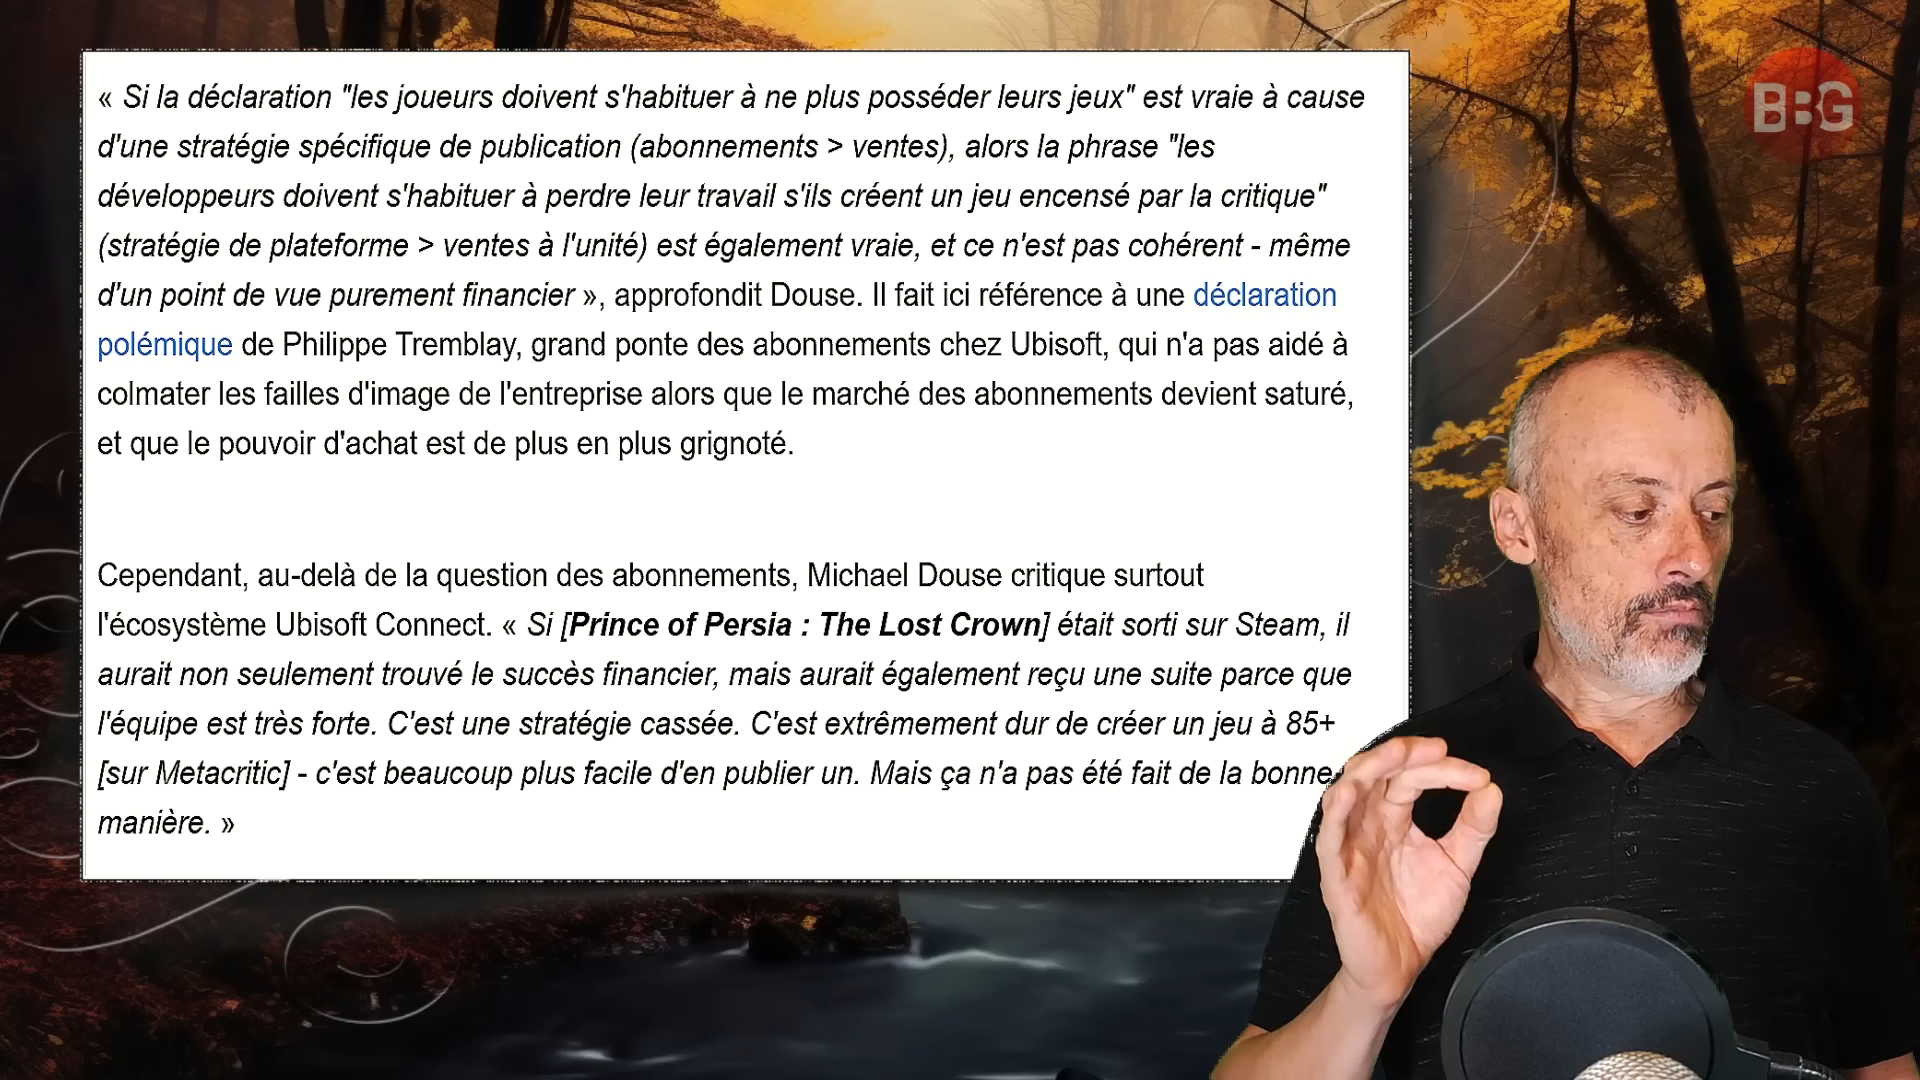 « Si la déclaration "les joueurs doivent s'habituer à ne plus posséder leurs jeux" est vraie à cause
d'une stratégie spécifique de publication (abonnements > ventes), alors la phrase "les
développeurs doivent s'habituer à perdre leur travail s'ils créent un jeu encensé par la critique"
(stratégie de plateforme > ventes à l'unité) est également vraie, et ce n'est pas cohérent - même
d'un point de vue purement financier », approfondit Douse. Il fait ici référence à une déclaration
polémique de Philippe Tremblay, grand ponte des abonnements chez Ubisoft, qui n'a pas aidé à
colmater les failles d'image de l'entreprise alors que le marché des abonnements devient saturé,
et que le pouvoir d'achat est de plus en plus grignoté.
Cependant, au-delà de la question des abonnements, Michael Douse critique surtout
l'écosystème Ubisoft Connect. « Si [Prince of Persia : The Lost Crown] était sorti sur Steam, il
aurait non seulement trouvé le succès financier, mais aurait également reçu une suite parce que
l'équipe est très forte. C'est une stratégie cassée. C'est extrêmement dur de créer un jeu à 85+
[sur Metacritic] - c'est beaucoup plus facile d'en publier un. Mais ça n'a pas été fait de la bonne
manière. »
BBG